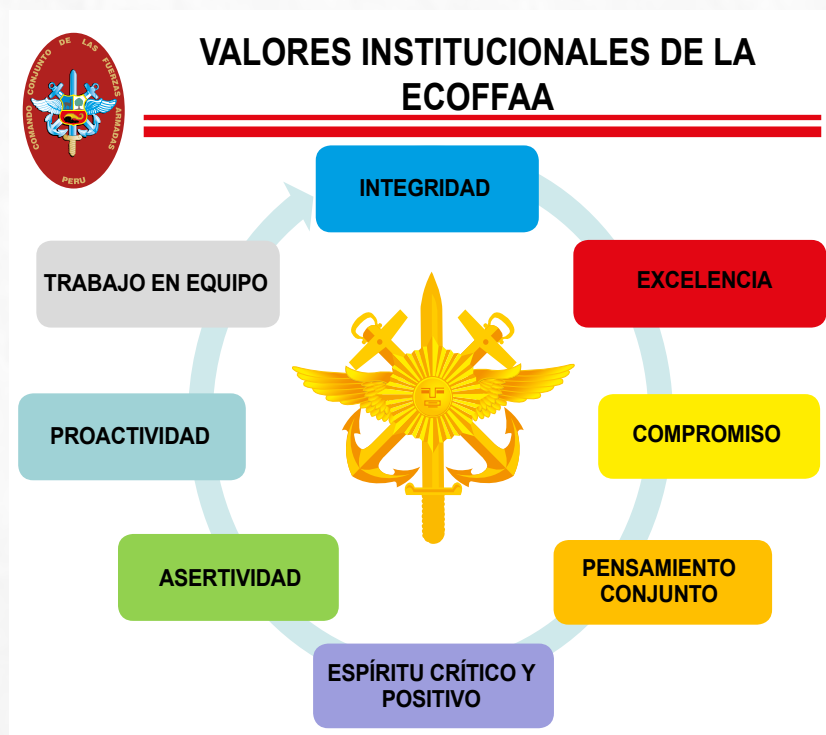 VALORES INSTITUCIONALES DE LA
ECOFFAA
COMANDO CONJUNTO DE LAS FUERZAS ARMADAS
PERU
INTEGRIDAD
EXCELENCIA
COMPROMISO
PENSAMIENTO
CONJUNTO
ESPÍRITU CRÍTICO Y
POSITIVO
ASERTIVIDAD
PROACTIVIDAD
TRABAJO EN EQUIPO